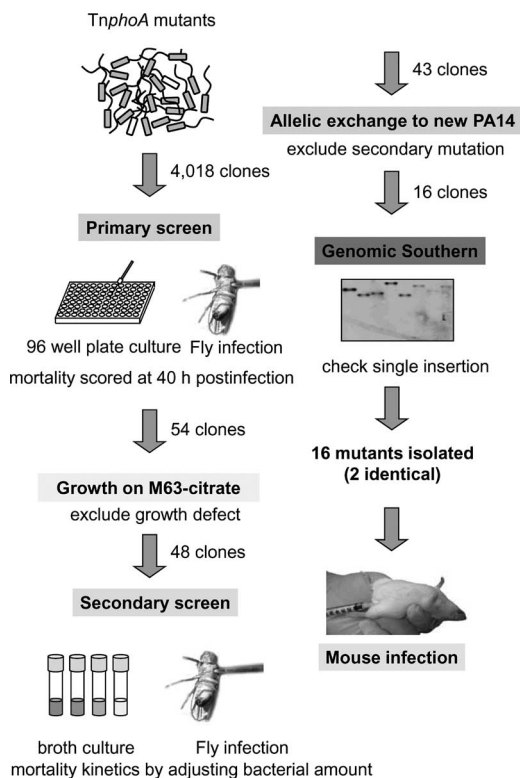 TnphoA mutants
4,018 clones
Primary screen
96 well plate culture
Fly infection
mortality scored at 40 h postinfection
54 clones
Growth on M63-citrate
exclude growth defect
48 clones
Secondary screen
broth culture
Fly infection
mortality kinetics by adjusting bacterial amount
43 clones
Allelic exchange to new PA14
exclude secondary mutation
16 clones
Genomic Southern
check single insertion
16 mutants isolated
(2 identical)
Mouse infection